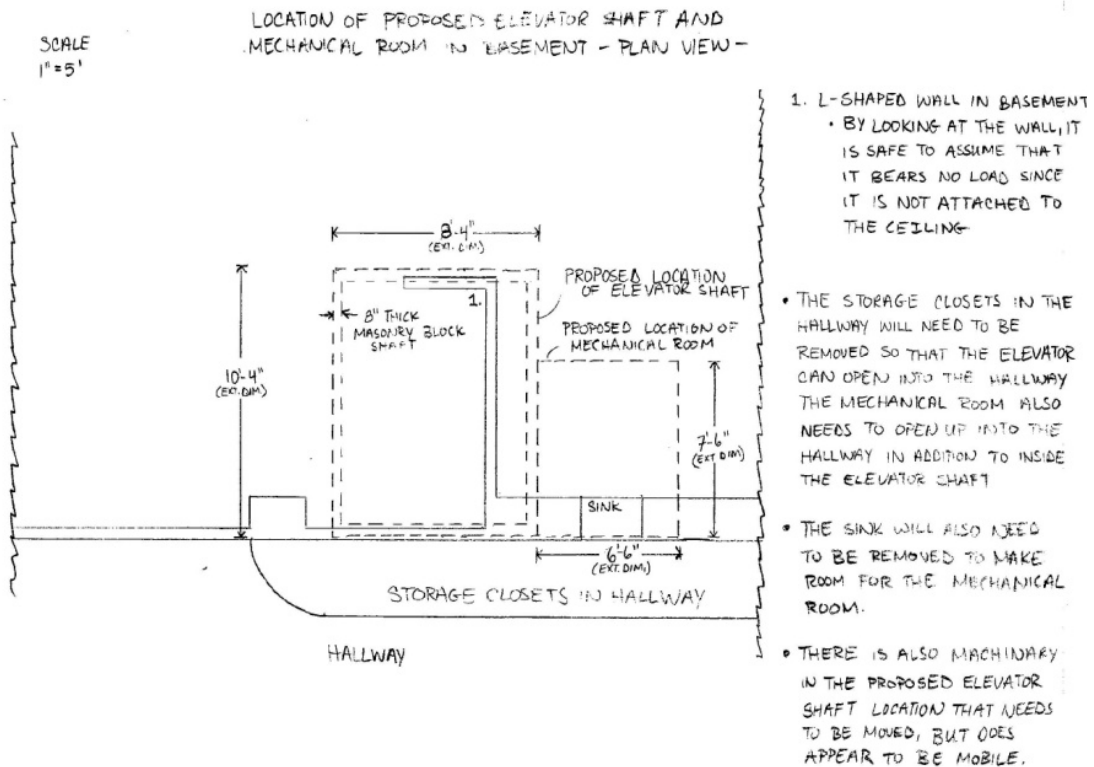 LOCATION OF PROPOSED ELEVATOR SHAFT AND
MECHANICAL ROOM IN BASEMENT - PLAN VIEW -
SCALE
1"=5'
1. L-SHAPED WALL IN BASEMENT
• BY LOOKING AT THE WALL, IT
IS SAFE TO ASSUME THAT
IT BEARS NO LOAD SINCE
IT IS NOT ATTACHED TO
THE CEILING
8'-4"
(EXT. DIM.)
PROPOSED LOCATION
OF ELEVATOR SHAFT
1.
8" THICK
MASONRY BLOCK
SHAFT
PROPOSED LOCATION OF
MECHANICAL ROOM
10'-4"
(EXT. DIM)
7'-6"
(EXT DIM)
SINK
6'-6"
(EXT. DIM.)
STORAGE CLOSETS IN HALLWAY
HALLWAY
• THE STORAGE CLOSETS IN THE
HALLWAY WILL NEED TO BE
REMOVED SO THAT THE ELEVATOR
CAN OPEN INTO THE HALLWAY
THE MECHANICAL ROOM ALSO
NEEDS TO OPEN UP INTO THE
HALLWAY IN ADDITION TO INSIDE
THE ELEVATOR SHAFT
• THE SINK WILL ALSO NEED
TO BE REMOVED TO MAKE
ROOM FOR THE MECHANICAL
ROOM.
• THERE IS ALSO MACHINARY
IN THE PROPOSED ELEVATOR
SHAFT LOCATION THAT NEEDS
TO BE MOVED, BUT DOES
APPEAR TO BE MOBILE.